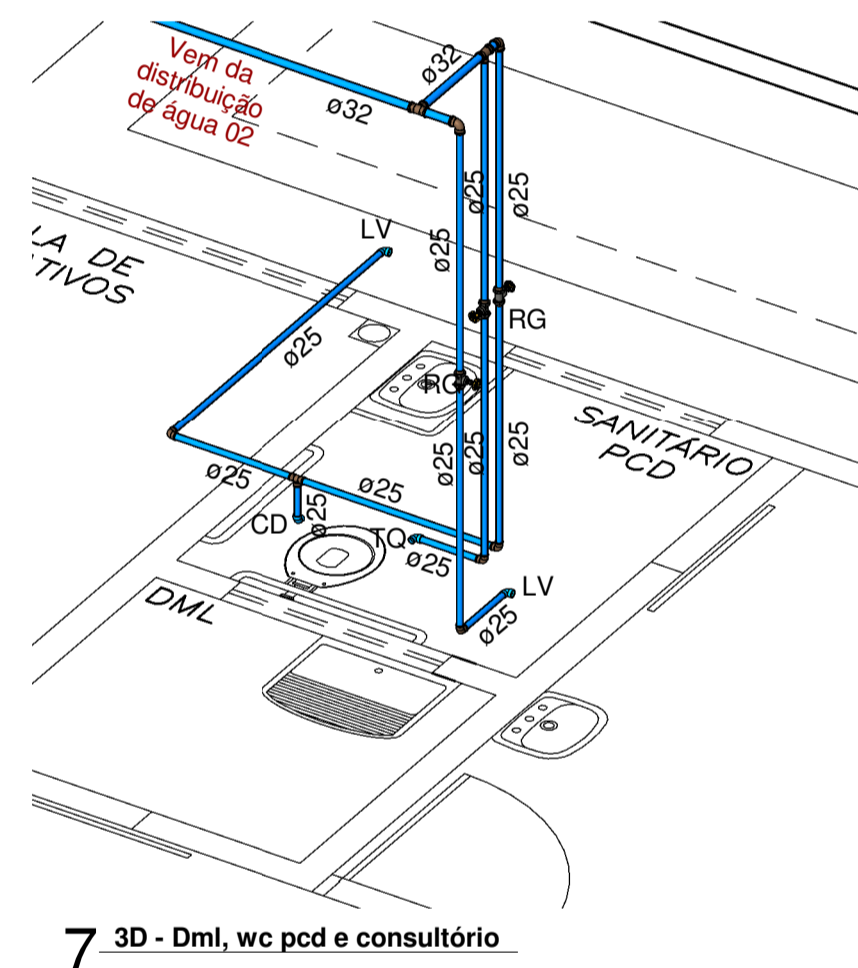 Vem da
distribuição
de água 02
ø32
ø32
ø25
ø25
ø25
LV
LA DE
TIVOS
ø25
RG
RG
SANITÁRIO
PCD
ø25
ø25
ø25
ø25
ø25
CD
ø25
TQ
ø25
LV
ø25
DML
7
3D - Dml, wc pcd e consultório